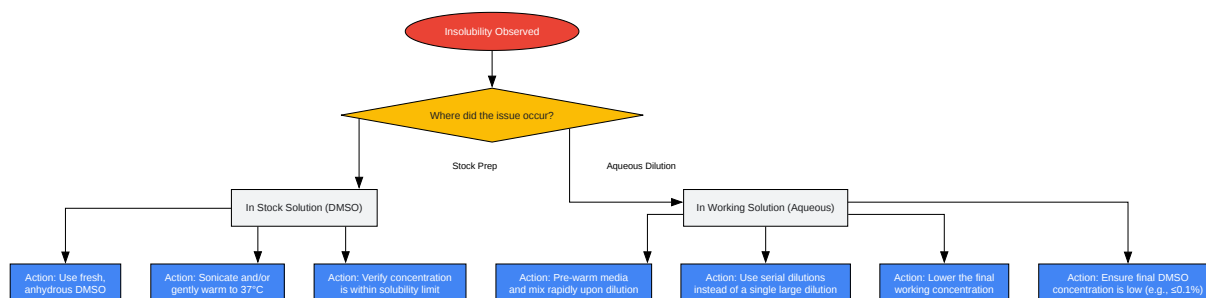 Insolubility Observed
Where did the issue occur?
Stock Prep
Aqueous Dilution
In Stock Solution (DMSO)
In Working Solution (Aqueous)
Action: Use fresh,
anhydrous DMSO
Action: Sonicate and/or
gently warm to 37°C
Action: Verify concentration
is within solubility limit
Action: Pre-warm media
and mix rapidly upon dilution
Action: Use serial dilutions
instead of a single large dilution
Action: Lower the final
working concentration
Action: Ensure final DMSO
concentration is low (e.g., ≤0.1%)